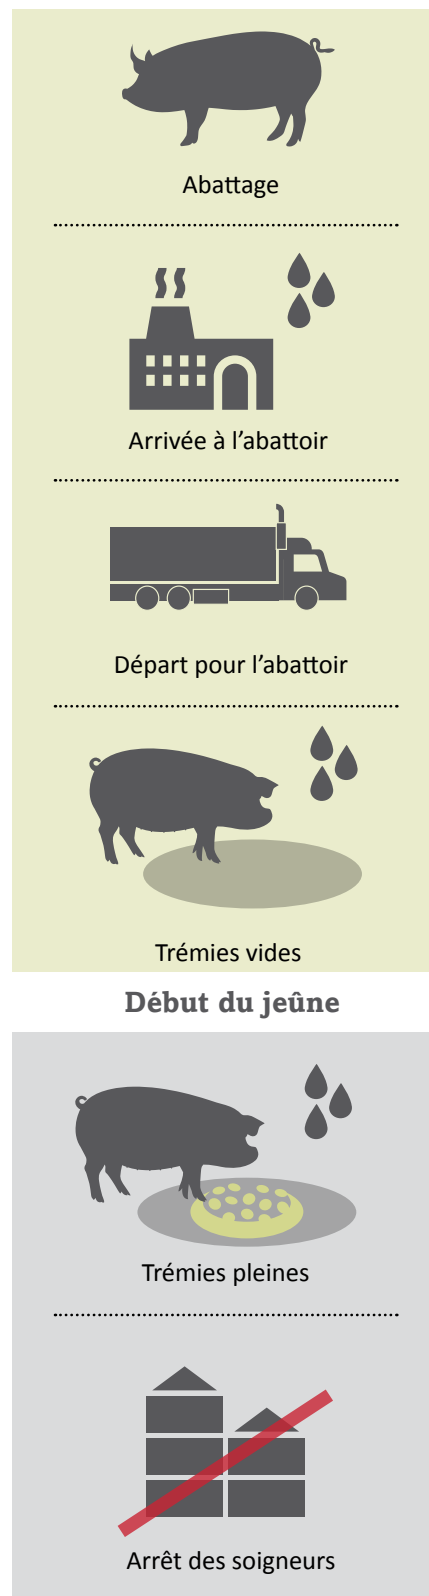 Abattage
Arrivée à l’abattoir
Départ pour l’abattoir
Trémies vides
Début du jeûne
Trémies pleines
Arrêt des soigneurs